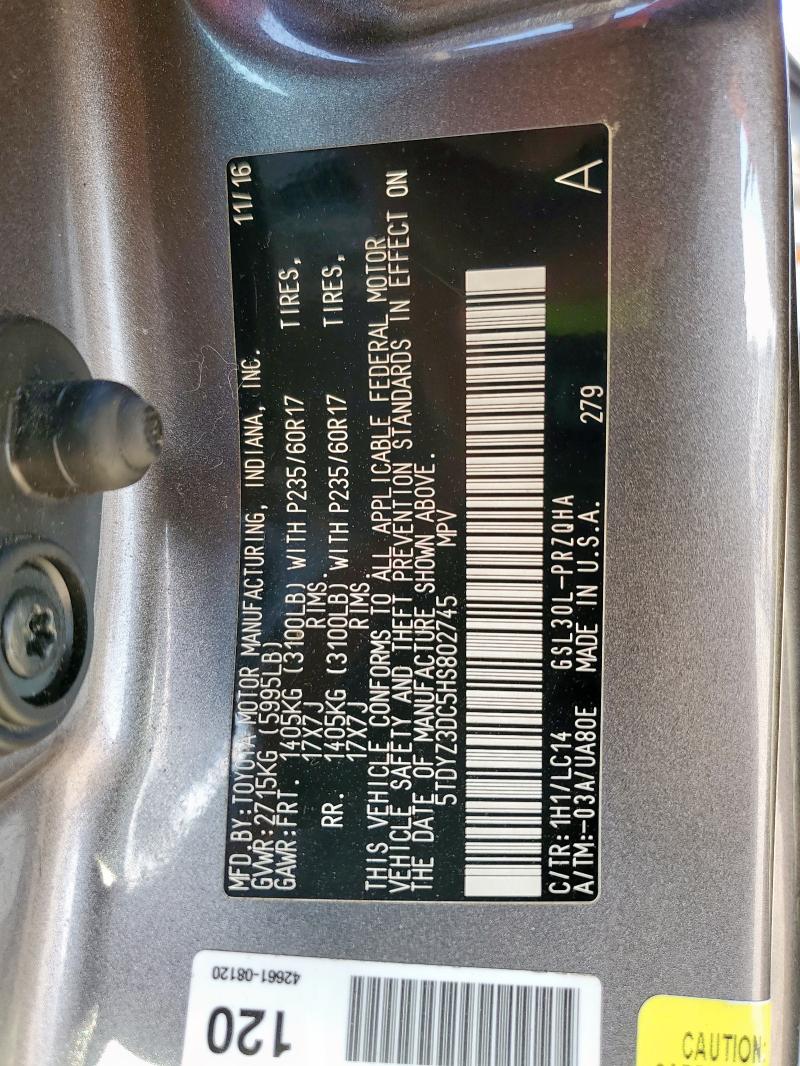 MFD.BY:TOYOTA MOTOR MANUFACTURING, INDIANA, INC. 11/16
GVWR:2715KG (5995LB)
GAWR:FRT. 1405KG (3100LB) WITH P235/60R17 TIRES,
17X7J RIMS.
RR. 1405KG (3100LB) WITH P235/60R17 TIRES,
17X7J RIMS.
THIS VEHICLE CONFORMS TO ALL APPLICABLE FEDERAL MOTOR
VEHICLE SAFETY AND THEFT PREVENTION STANDARDS IN EFFECT ON
THE DATE OF MANUFACTURE SHOWN ABOVE.
5TDYZ3DC5HS802745 MPV
C/TR:1H1/LC14 GSL30L-PRZQHA 279
A/TM:-03A/UA80E MADE IN U.S.A. A
42661-08120
120
CAUTION: